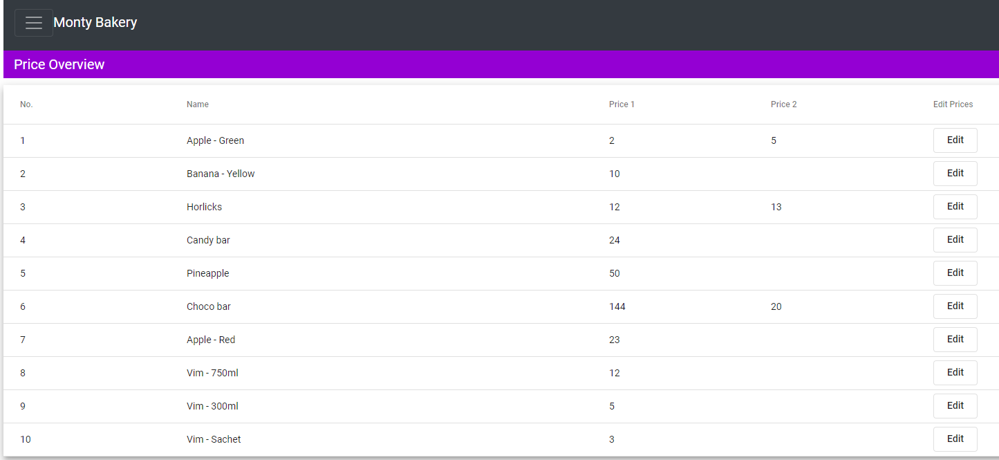 Monty Bakery
Price Overview
No. Name Price 1 Price 2 Edit Prices
1 Apple - Green 2 5 Edit
2 Banana - Yellow 10 Edit
3 Horlicks 12 13 Edit
4 Candy bar 24 Edit
5 Pineapple 50 Edit
6 Choco bar 144 20 Edit
7 Apple - Red 23 Edit
8 Vim - 750ml 12 Edit
9 Vim - 300ml 5 Edit
10 Vim - Sachet 3 Edit